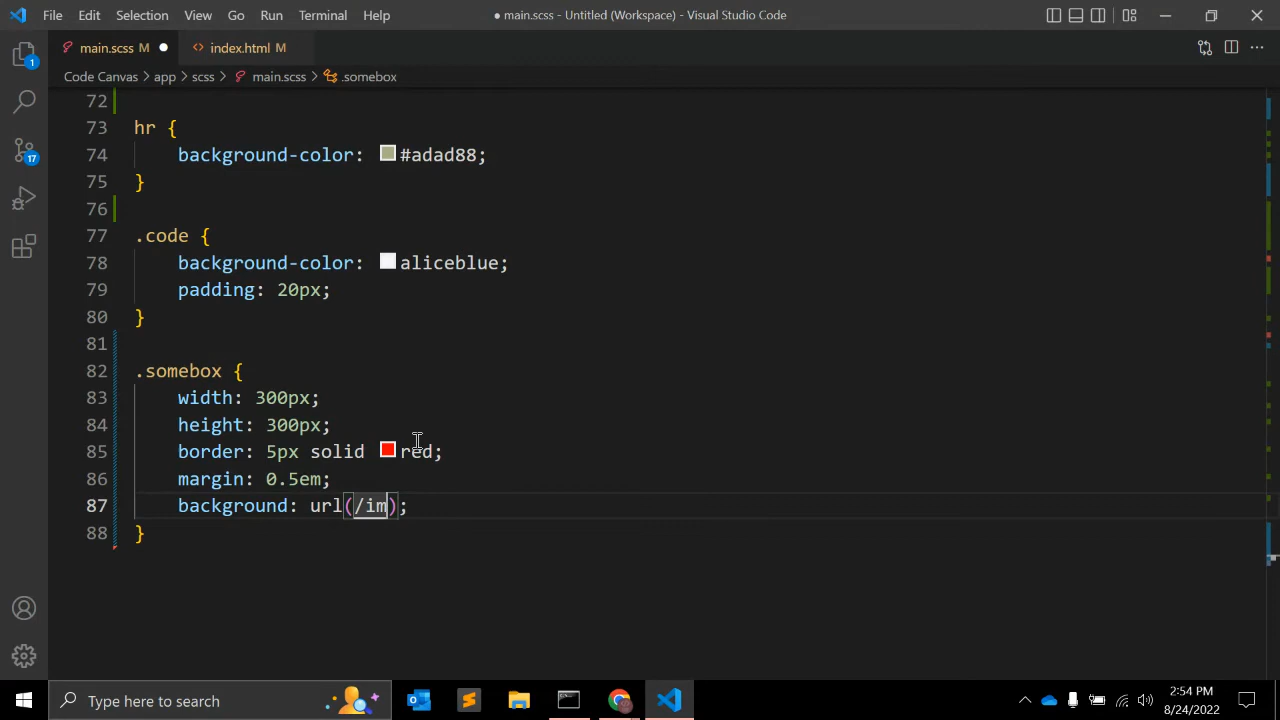 File Edit Selection View Go Run Terminal Help
● main.scss - Untitled (Workspace) - Visual Studio Code
main.scss M ●
index.html M
Code Canvas > app > scss > main.scss > .somebox
72
73 hr {
74 background-color: #adad88;
75 }
76
77 .code {
78 background-color: aliceblue;
79 padding: 20px;
80 }
81
82 .somebox {
83 width: 300px;
84 height: 300px;
85 border: 5px solid red;
86 margin: 0.5em;
87 background: url(/im);
88 }
1
17
Type here to search
2:54 PM
8/24/2022